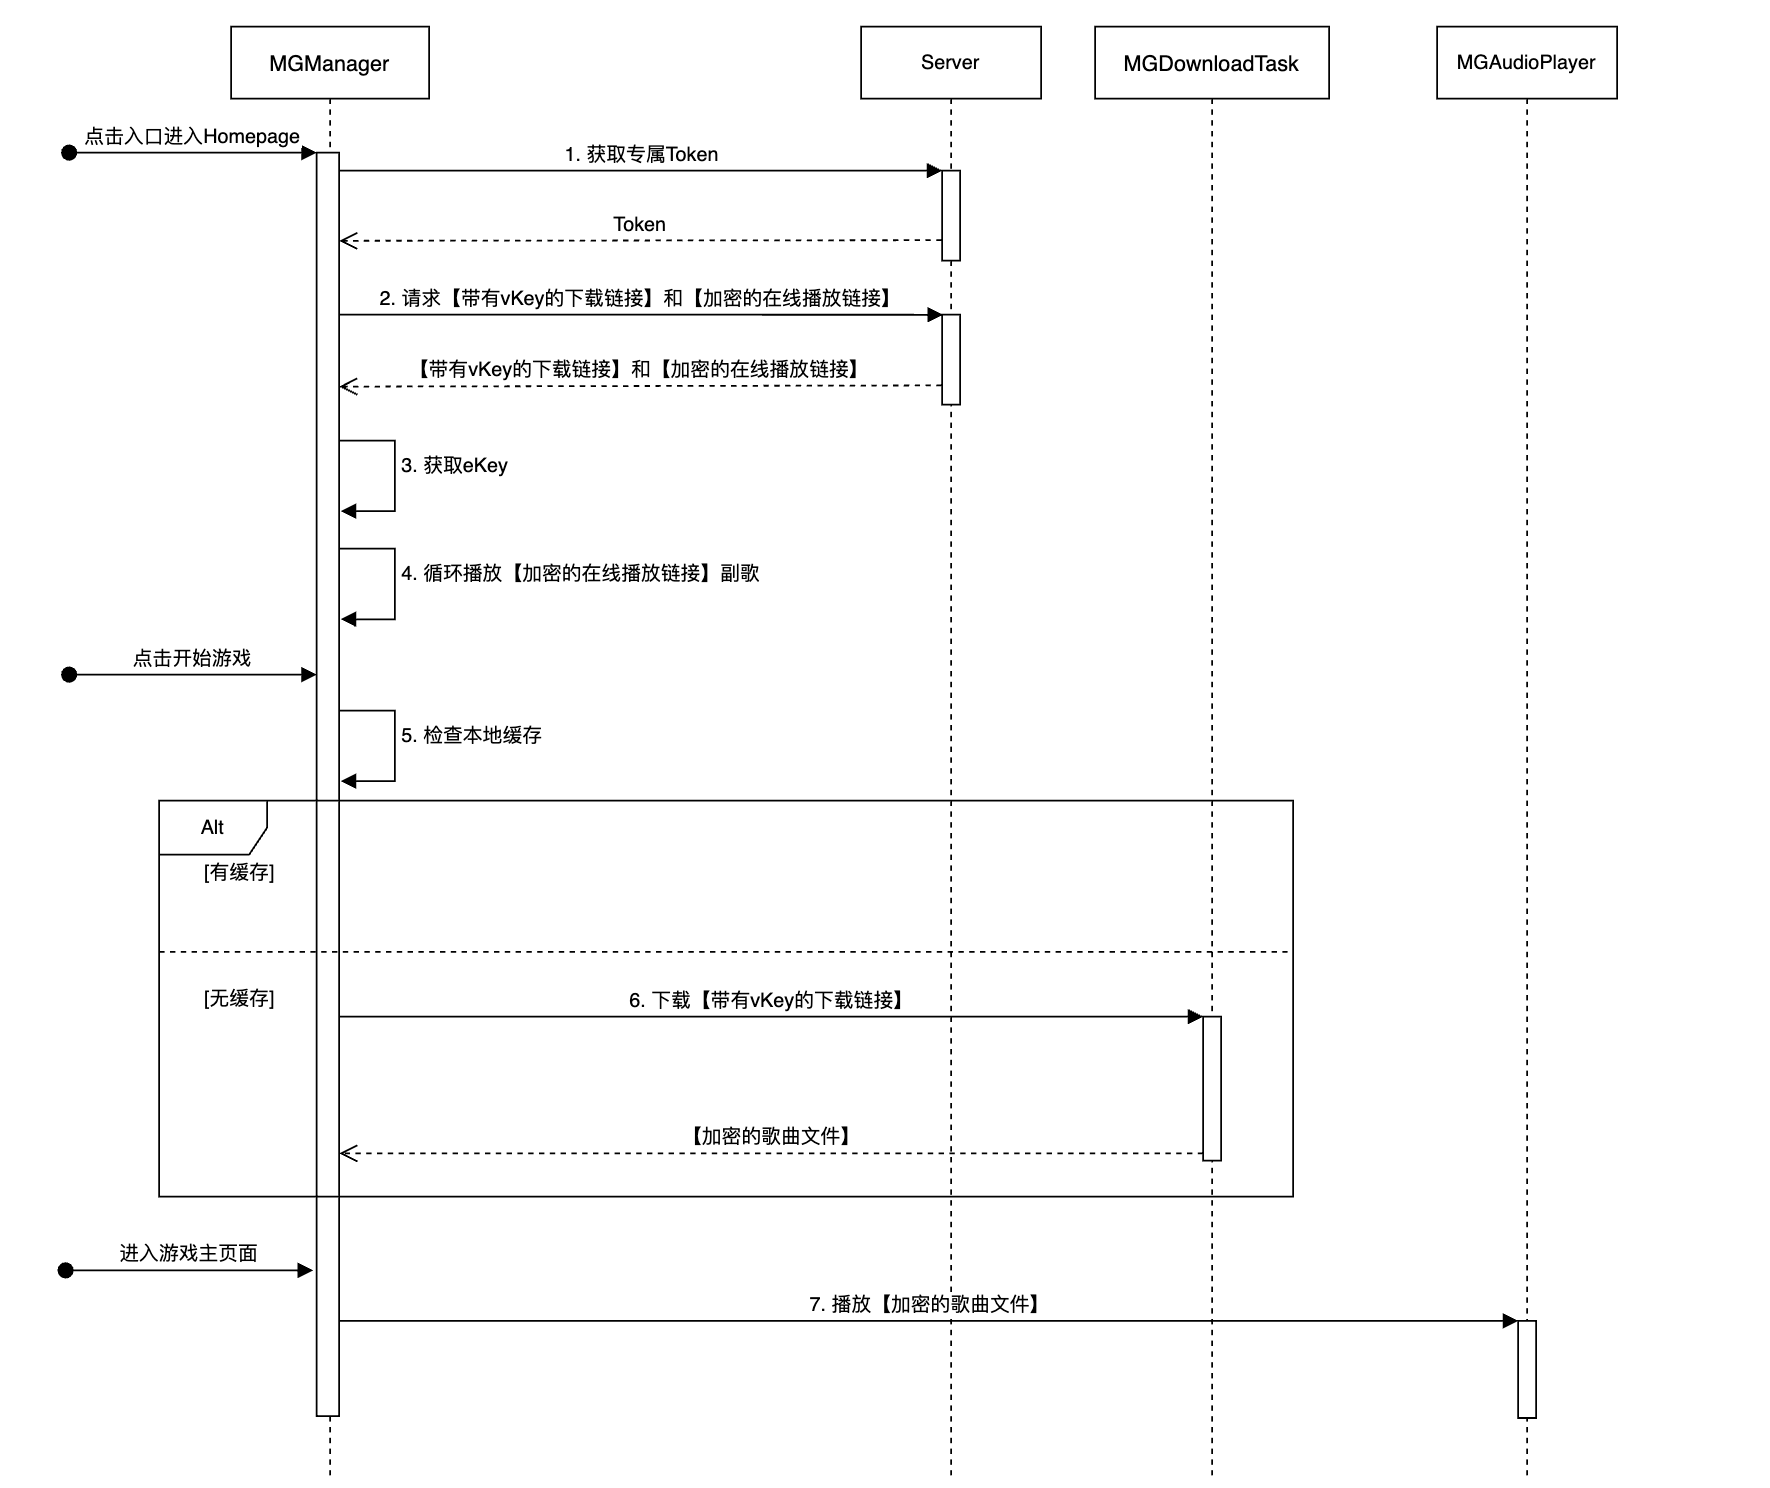 MGManager
Server
MGDownloadTask
MGAudioPlayer
点击入口进入Homepage
1. 获取专属Token
Token
2. 请求【带有vKey的下载链接】和【加密的在线播放链接】
【带有vKey的下载链接】和【加密的在线播放链接】
3. 获取eKey
4. 循环播放【加密的在线播放链接】副歌
点击开始游戏
5. 检查本地缓存
Alt
[有缓存]
[无缓存]
6. 下载【带有vKey的下载链接】
【加密的歌曲文件】
进入游戏主页面
7. 播放【加密的歌曲文件】